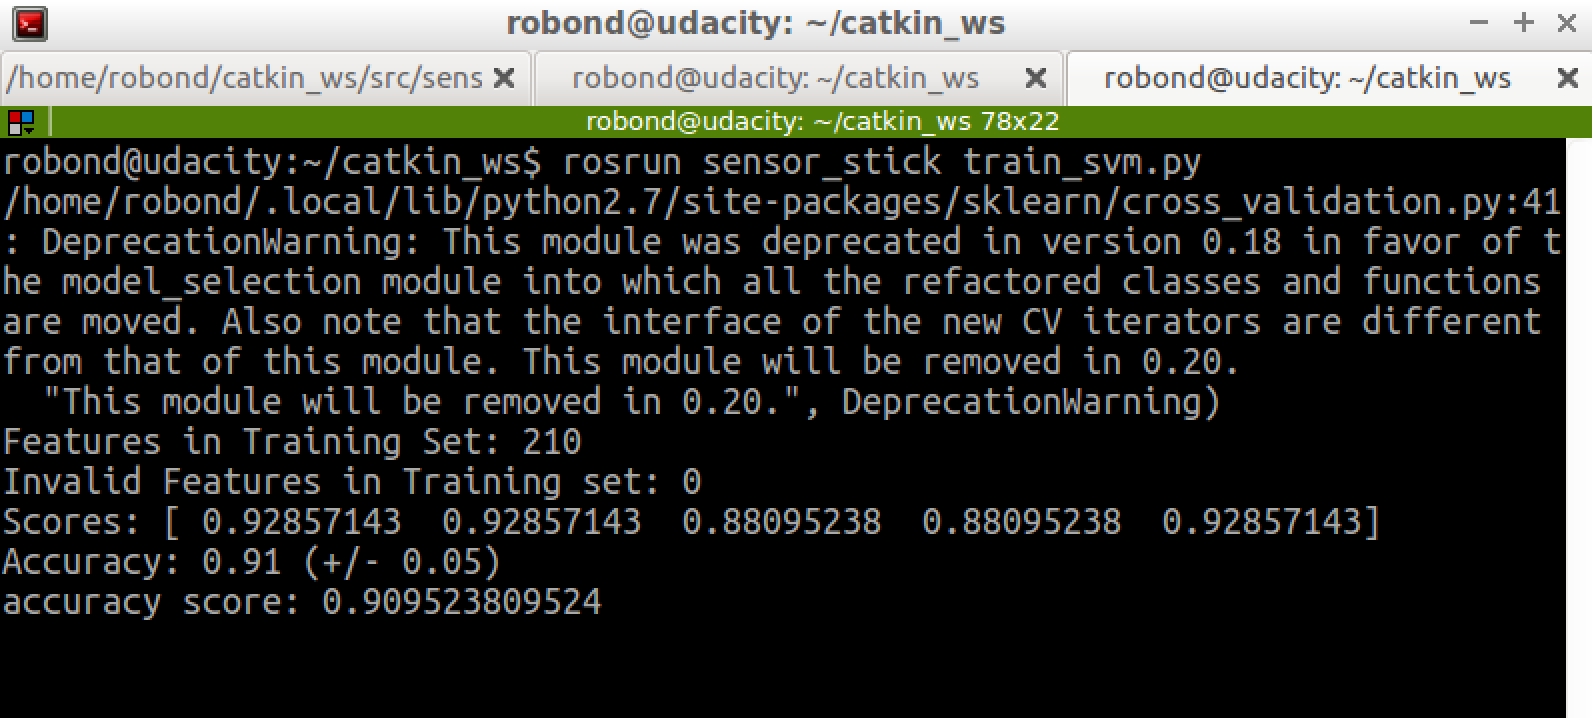 robond@udacity: ~/catkin_ws
/home/robond/catkin_ws/src/sens
robond@udacity: ~/catkin_ws
robond@udacity: ~/catkin_ws
robond@udacity: ~/catkin_ws 78x22
robond@udacity:~/catkin_ws$ rosrun sensor_stick train_svm.py
/home/robond/.local/lib/python2.7/site-packages/sklearn/cross_validation.py:41
: DeprecationWarning: This module was deprecated in version 0.18 in favor of t
he model_selection module into which all the refactored classes and functions
are moved. Also note that the interface of the new CV iterators are different
from that of this module. This module will be removed in 0.20.
  "This module will be removed in 0.20.", DeprecationWarning)
Features in Training Set: 210
Invalid Features in Training set: 0
Scores: [ 0.92857143  0.92857143  0.88095238  0.88095238  0.92857143]
Accuracy: 0.91 (+/- 0.05)
accuracy score: 0.909523809524